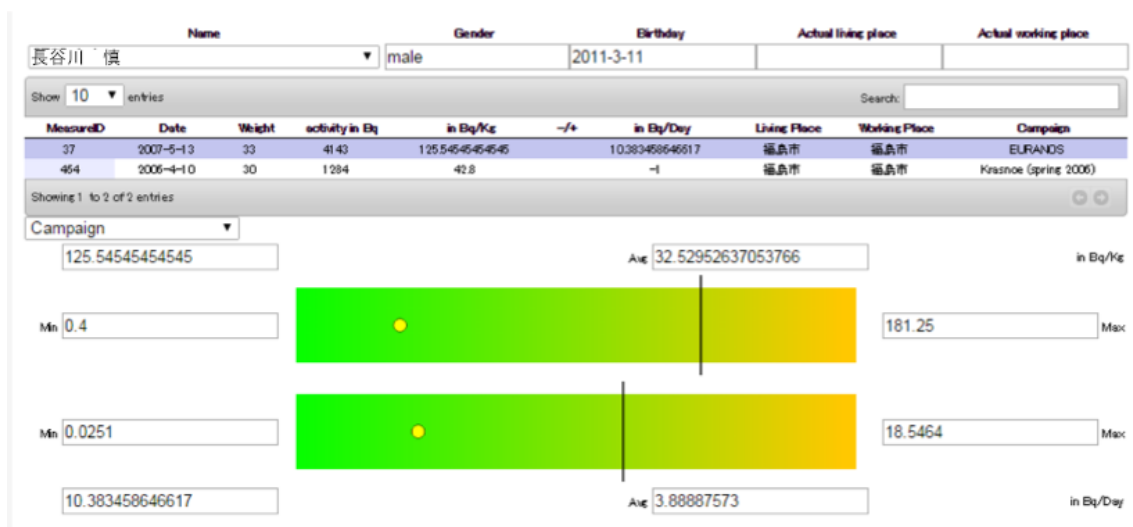 Name Gender Birthday Actual living place Actual working place
長谷川 慎 male 2011-3-11
Show 10 entries Search:
MeasureID Date Weight activity in Bq in Bq/Kg -/+ in Bq/Day Living Place Working Place Campaign
37 2007-5-13 33 4143 125.54545454545 10.383458646617 福島市 福島市 EURANOS
454 2006-4-10 30 1284 42.8 -1 福島市 福島市 Krasnoe (spring 2006)
Showing 1 to 2 of 2 entries
Campaign
125.54545454545 Avg 32.52952637053766 in Bq/Kg
Min 0.4 181.25 Max
Min 0.0251 18.5464 Max
10.383458646617 Avg 3.88887573 in Bq/Day